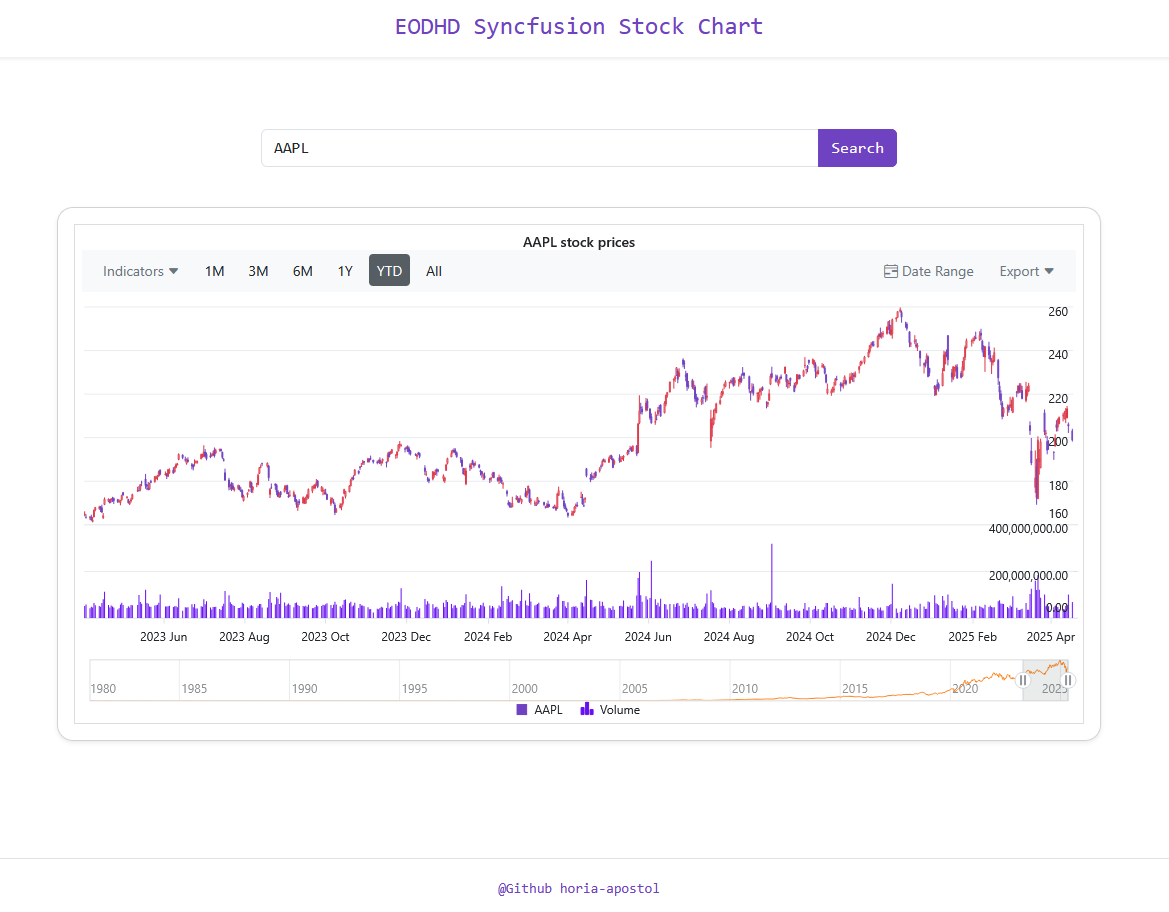 EODHD Syncfusion Stock Chart
AAPL
Search
AAPL stock prices
Indicators 1M 3M 6M 1Y YTD All Date Range Export
260
240
220
200
180
160
400,000,000.00
200,000,000.00
0.00
2023 Jun 2023 Aug 2023 Oct 2023 Dec 2024 Feb 2024 Apr 2024 Jun 2024 Aug 2024 Oct 2024 Dec 2025 Feb 2025 Apr
1980 1985 1990 1995 2000 2005 2010 2015 2020 2025
AAPL Volume
@Github horia-apostol